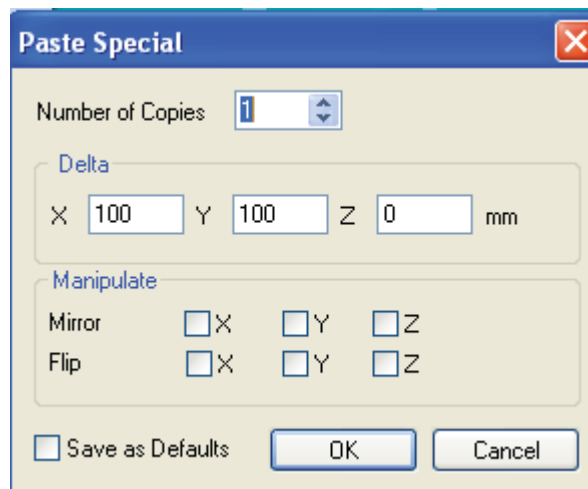 Paste Special
Number of Copies 1
Delta
X 100 Y 100 Z 0 mm
Manipulate
Mirror X Y Z
Flip X Y Z
Save as Defaults OK Cancel